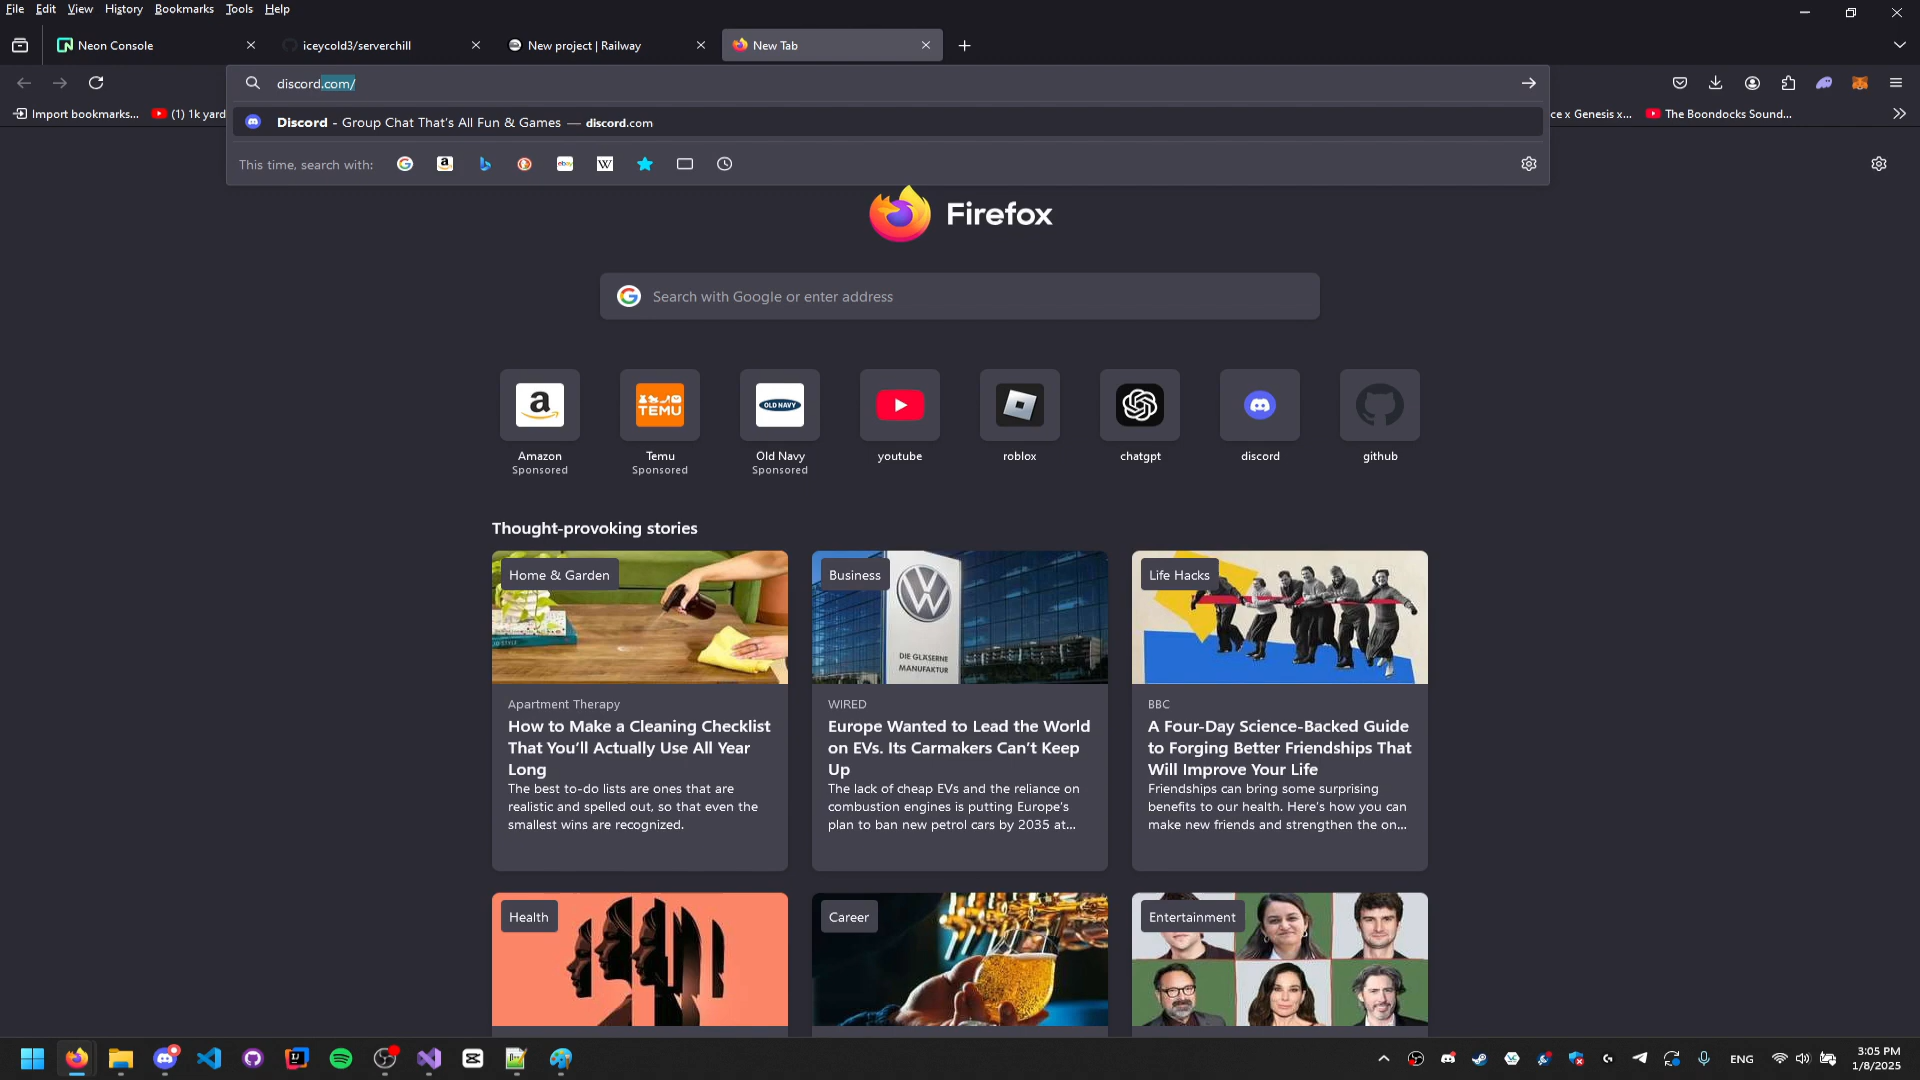 File Edit View History Bookmarks Tools Help
Neon Console
iceycold3/serverchill
New project | Railway
New Tab
discord.com/
Import bookmarks...
(1) 1k yard
Discord - Group Chat That's All Fun & Games — discord.com
ce x Genesis x...
The Boondocks Sound...
This time, search with:
a
ebay
W
Firefox
Search with Google or enter address
a
TEMU
OLD NAVY
Amazon
Sponsored
Temu
Sponsored
Old Navy
Sponsored
youtube
roblox
chatgpt
discord
github
Thought-provoking stories
Home & Garden
Business
DIE GLÄSERNE
MANUFAKTUR
Life Hacks
Apartment Therapy
How to Make a Cleaning Checklist
That You'll Actually Use All Year
Long
The best to-do lists are ones that are
realistic and spelled out, so that even the
smallest wins are recognized.
WIRED
Europe Wanted to Lead the World
on EVs. Its Carmakers Can't Keep
Up
The lack of cheap EVs and the reliance on
combustion engines is putting Europe's
plan to ban new petrol cars by 2035 at...
BBC
A Four-Day Science-Backed Guide
to Forging Better Friendships That
Will Improve Your Life
Friendships can bring some surprising
benefits to our health. Here's how you can
make new friends and strengthen the on...
Health
Career
Entertainment
ENG
3:05 PM
1/8/2025